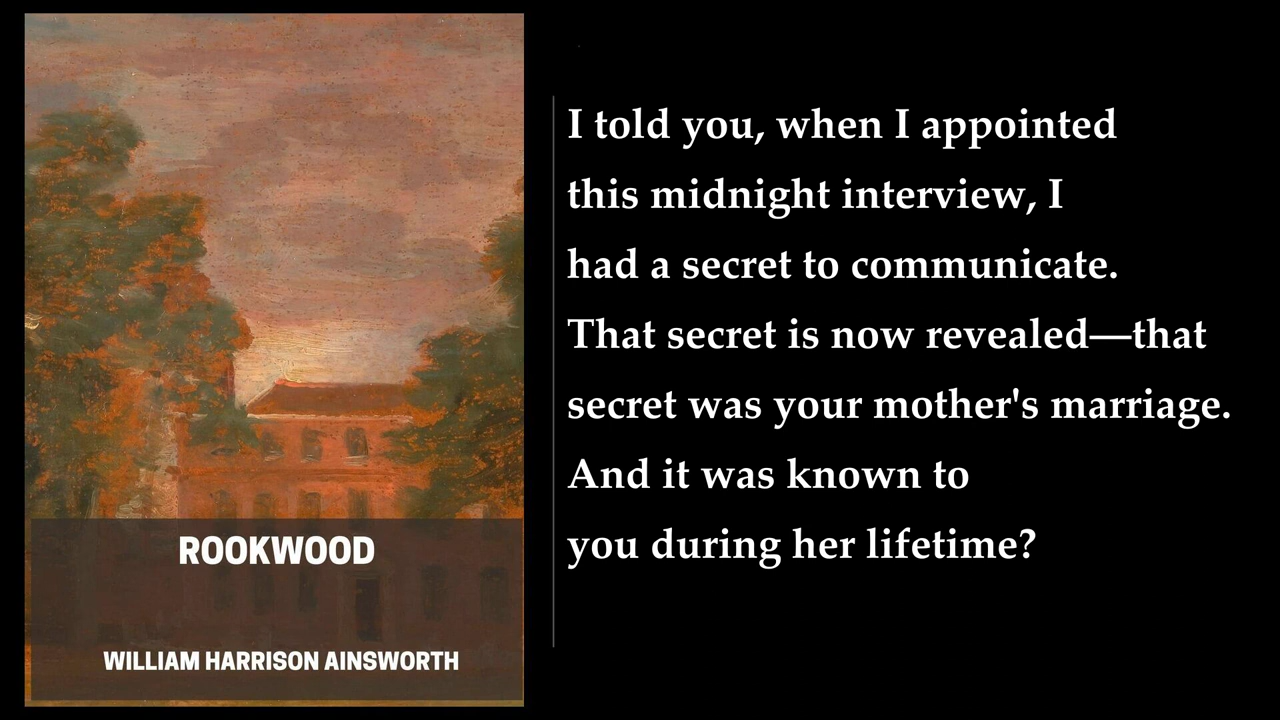 ROOKWOOD
WILLIAM HARRISON AINSWORTH
I told you, when I appointed
this midnight interview, I
had a secret to communicate.
That secret is now revealed—that
secret was your mother's marriage.
And it was known to
you during her lifetime?